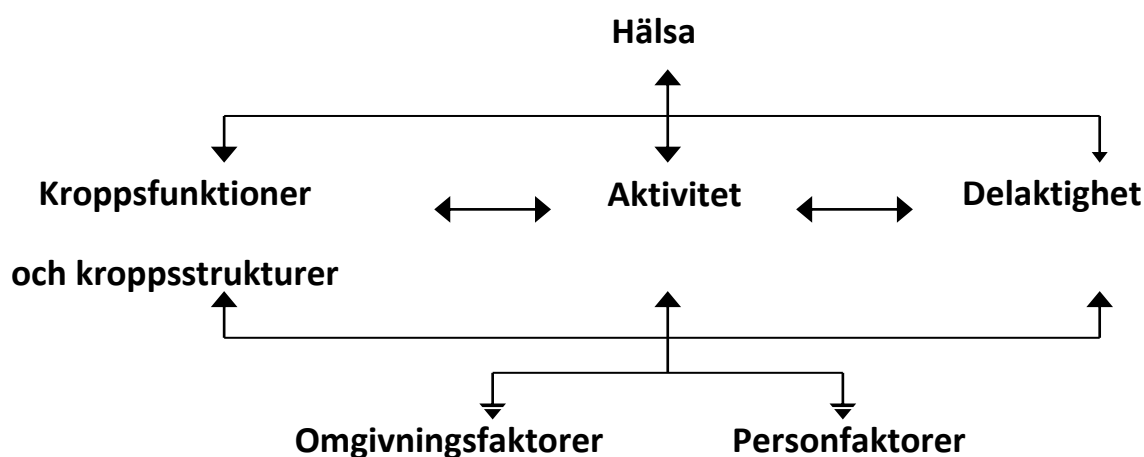 Hälsa
Kroppsfunktioner
Aktivitet
Delaktighet
och kroppsstrukturer
Omgivningsfaktorer
Personfaktorer